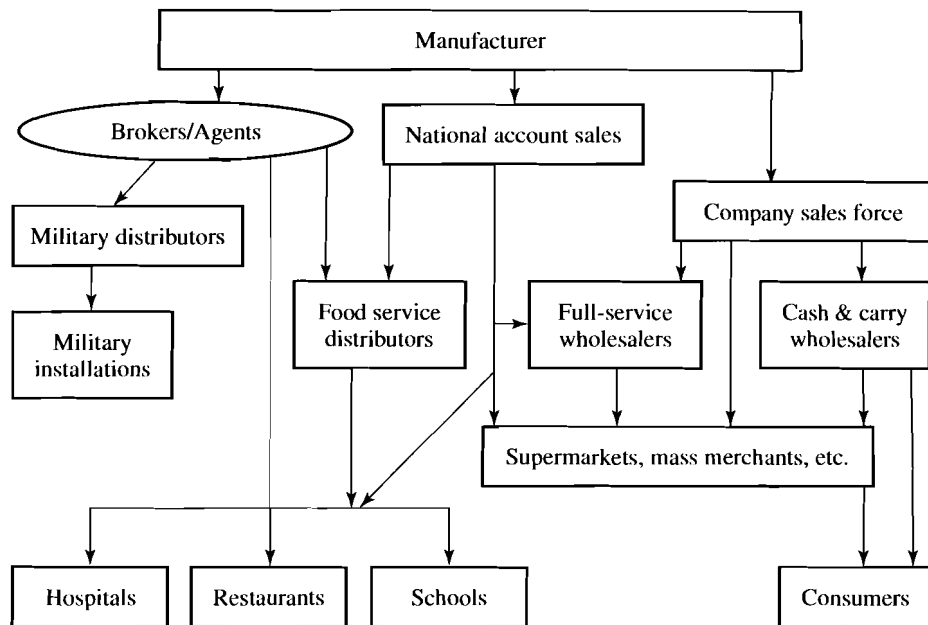 Manufacturer
Brokers/Agents
National account sales
Company sales force
Military distributors
Food service
distributors
Full-service
wholesalers
Cash & carry
wholesalers
Military
installations
Supermarkets, mass merchants, etc.
Hospitals
Restaurants
Schools
Consumers